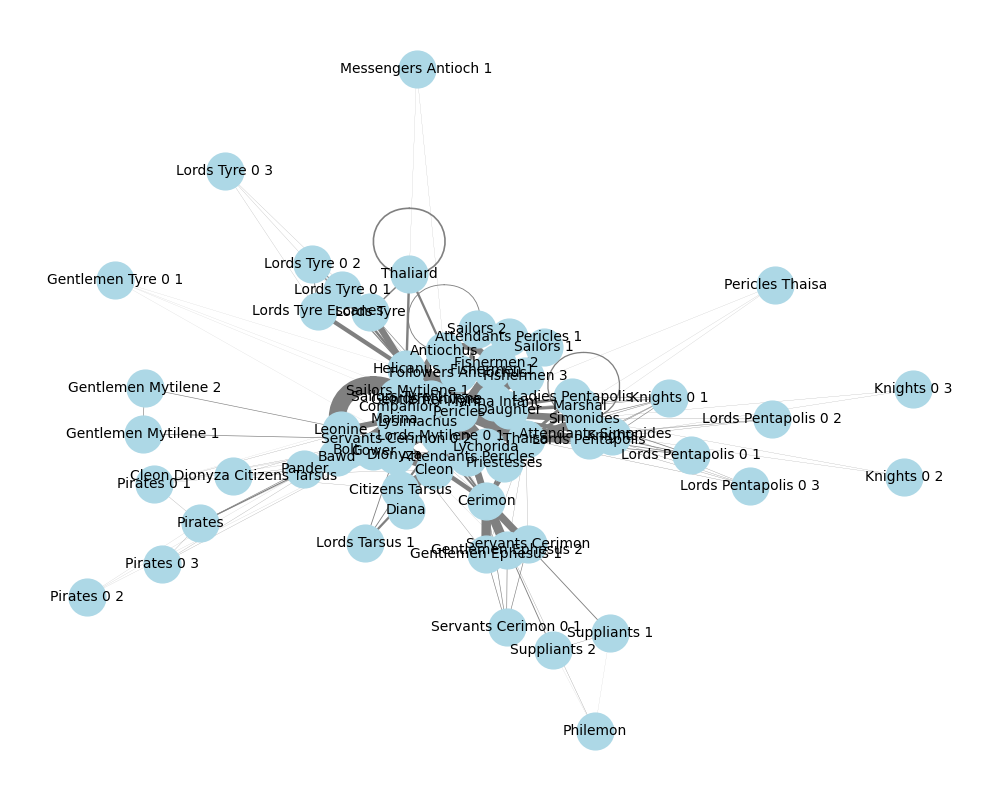 Messengers Antioch 1
Lords Tyre 0 3
Lords Tyre 0 2
Thaliard
Gentlemen Tyre 0 1
Pericles Thaisa
Lords Tyre 0 1
Lords Tyre Escanes
Lords Tyre
Sailors 2
Attendants Pericles 1
Sailors 1
Antiochus
Fishermen 2
Helicanus
Fishermen 1
Followers Antiochus
Fishermen 3
Gentlemen Mytilene 2
Knights 0 3
Sailors Mytilene 1
Ladies Pentapolis
Knights 0 1
Marina Infant
Companion
Marshal
Daughter
Pericles
Marina
Simonides
Lords Pentapolis 0 2
Lysimachus
Leonine
Gentlemen Mytilene 1
Lords Mytilene 0 1
Attendants Simonides
Servants Cerimon 0 2
Lords Pentapolis
Lychorida
Bolt
Gower
Dionyza
Bawd
Attendants Pericles
Lords Pentapolis 0 1
Priestesses
Pander
Cleon
Cleon Dionyza Citizens Tarsus
Knights 0 2
Pirates 0 1
Lords Pentapolis 0 3
Citizens Tarsus
Cerimon
Diana
Pirates
Lords Tarsus 1
Servants Cerimon
Gentlemen Ephesus 2
Gentlemen Ephesus 1
Pirates 0 3
Pirates 0 2
Servants Cerimon 0 1
Suppliants 1
Suppliants 2
Philemon